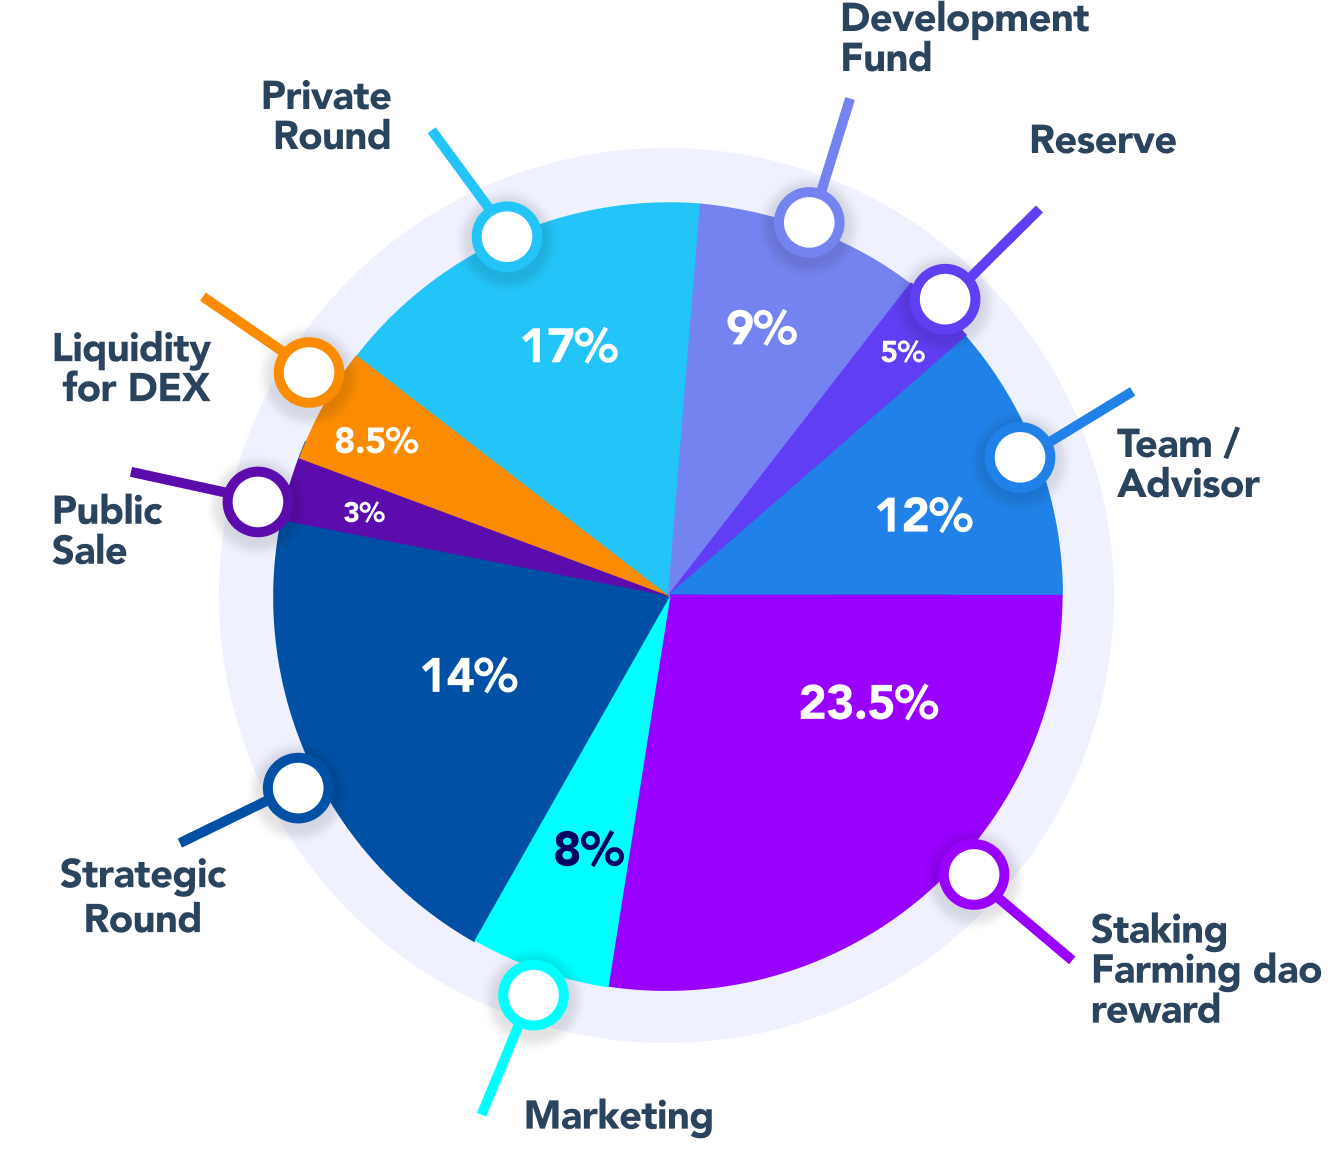 Development
Fund
Private
Round
Reserve
9%
17%
5%
Liquidity
for DEX
Team /
Advisor
8.5%
12%
Public
Sale
3%
14%
23.5%
8%
Strategic
Round
Staking
Farming dao
reward
Marketing